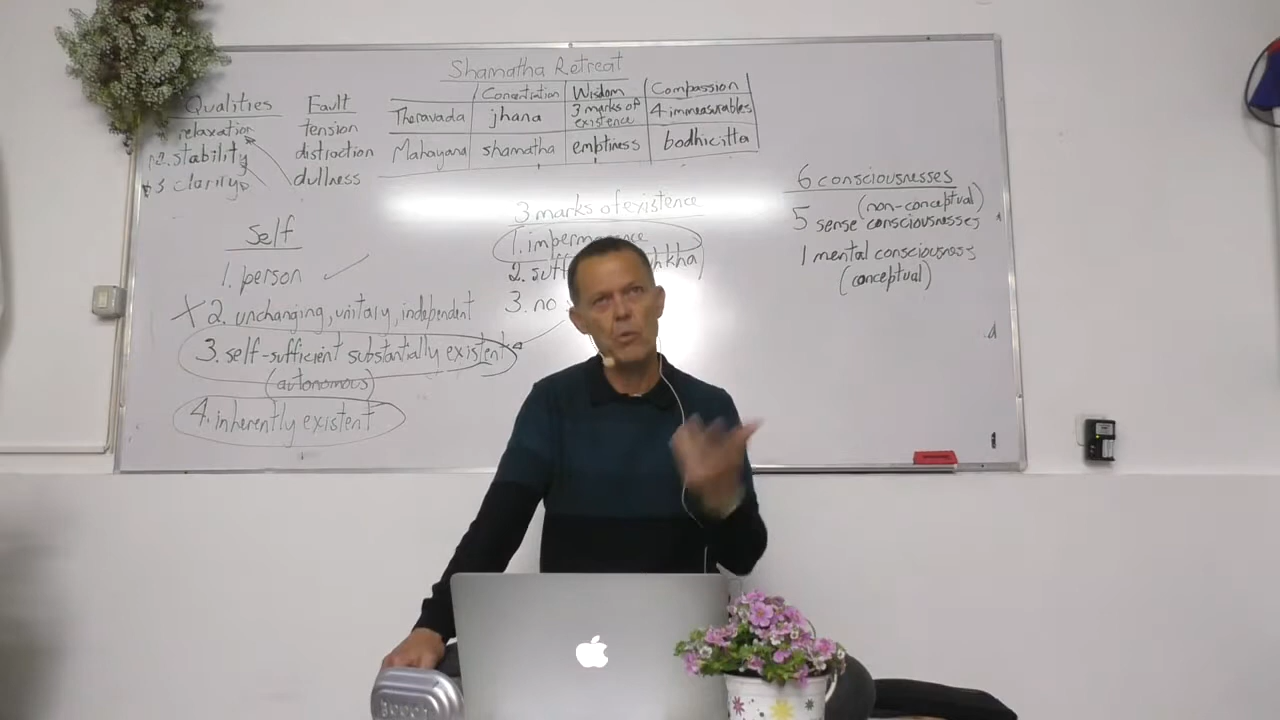 Shamatha Retreat
Qualities Fault
relaxation tension
2. stability distraction
3 clarity dullness
Concentration Wisdom Compassion
Theravada jhana 3 marks of existence 4 immeasurables
Mahayana shamatha emptiness bodhicitta
Self
1. person ✓
X 2. unchanging, unitary, independent
3. self-sufficient substantially existent
(autonomous)
4. inherently existent
3 marks of existence
1. impermanence
2.
3. no
6 consciousnesses
(non-conceptual)
5 sense consciousnesses
1 mental consciousness
(conceptual)